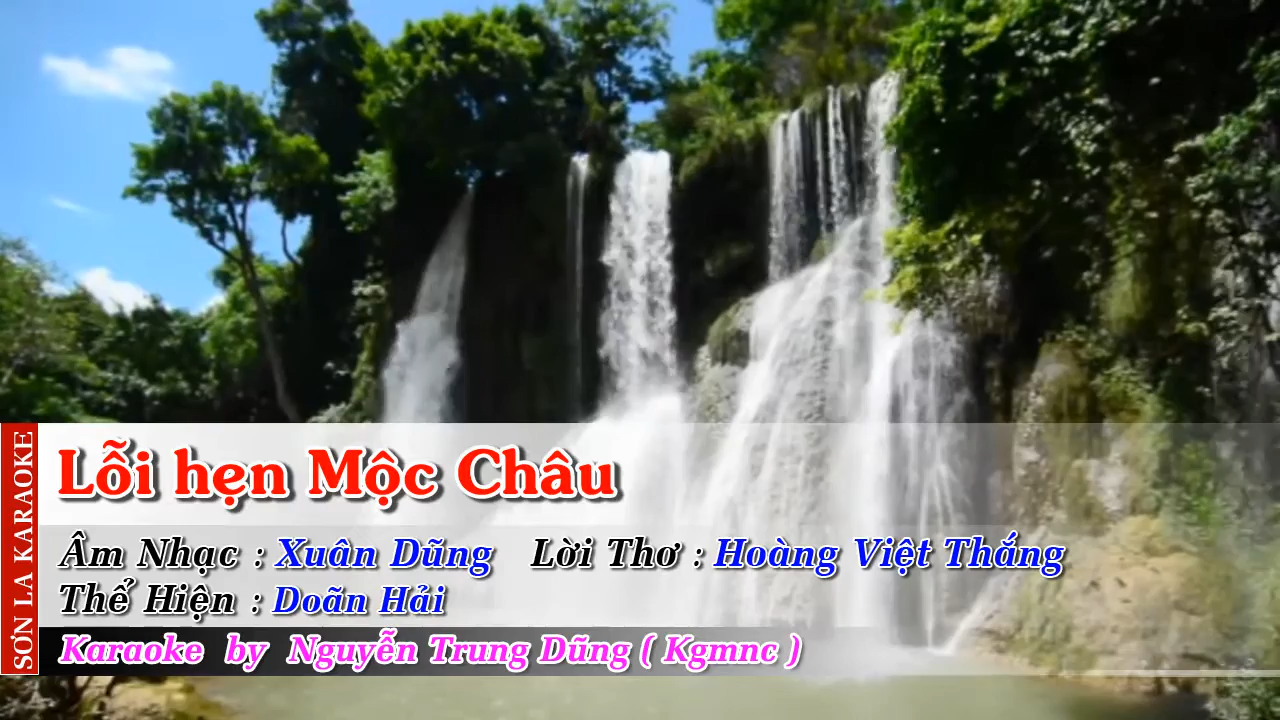 SƠN LA KARAOKE
Lỗi hẹn Mộc Châu
Âm Nhạc : Xuân Dũng Lời Thơ : Hoàng Việt Thắng
Thể Hiện : Doãn Hải
Karaoke by Nguyễn Trung Dũng ( Kgmnc )